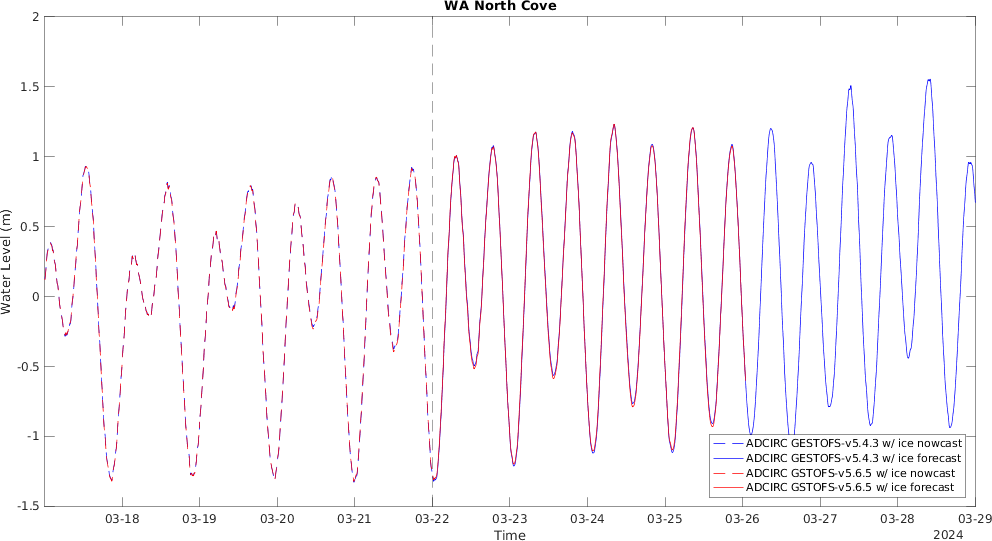 WA North Cove
2
1.5
1
0.5
0
-0.5
-1
-1.5
Water Level (m)
ADCIRC GESTOFS-v5.4.3 w/ ice nowcast
ADCIRC GESTOFS-v5.4.3 w/ ice forecast
ADCIRC GSTOFS-v5.6.5 w/ ice nowcast
ADCIRC GSTOFS-v5.6.5 w/ ice forecast
03-18 03-19 03-20 03-21 03-22 03-23 03-24 03-25 03-26 03-27 03-28 03-29
Time
2024